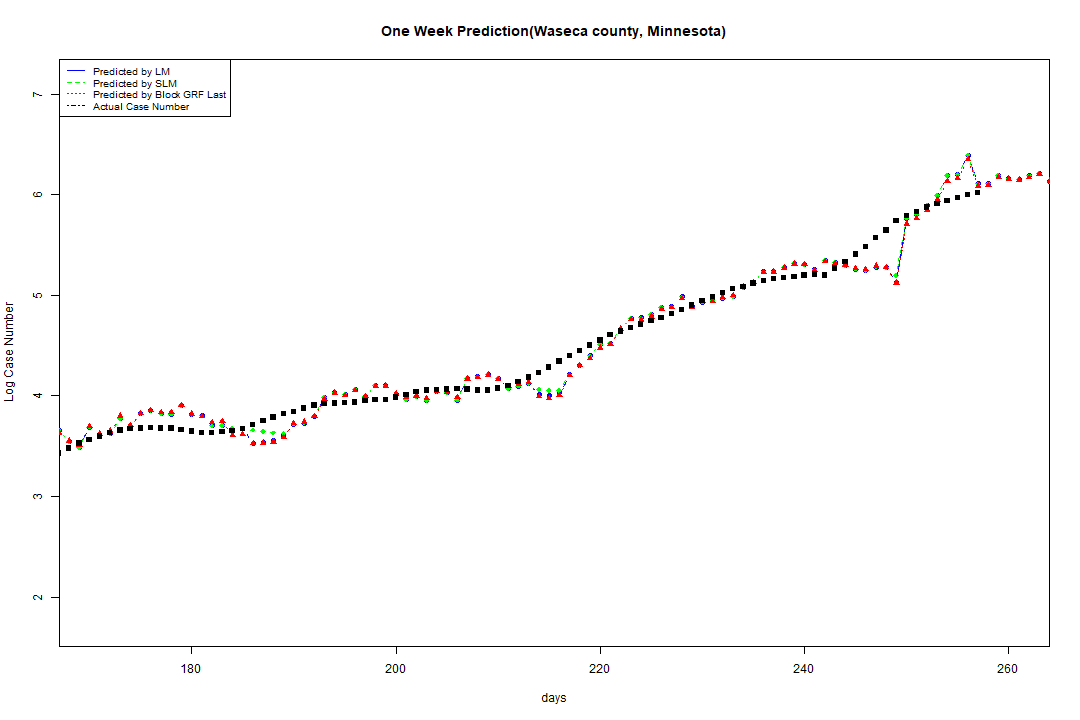 One Week Prediction(Waseca county, Minnesota)
Predicted by LM
Predicted by SLM
Predicted by Block GRF Last
Actual Case Number
7
6
5
4
3
2
Log Case Number
180 200 220 240 260
days